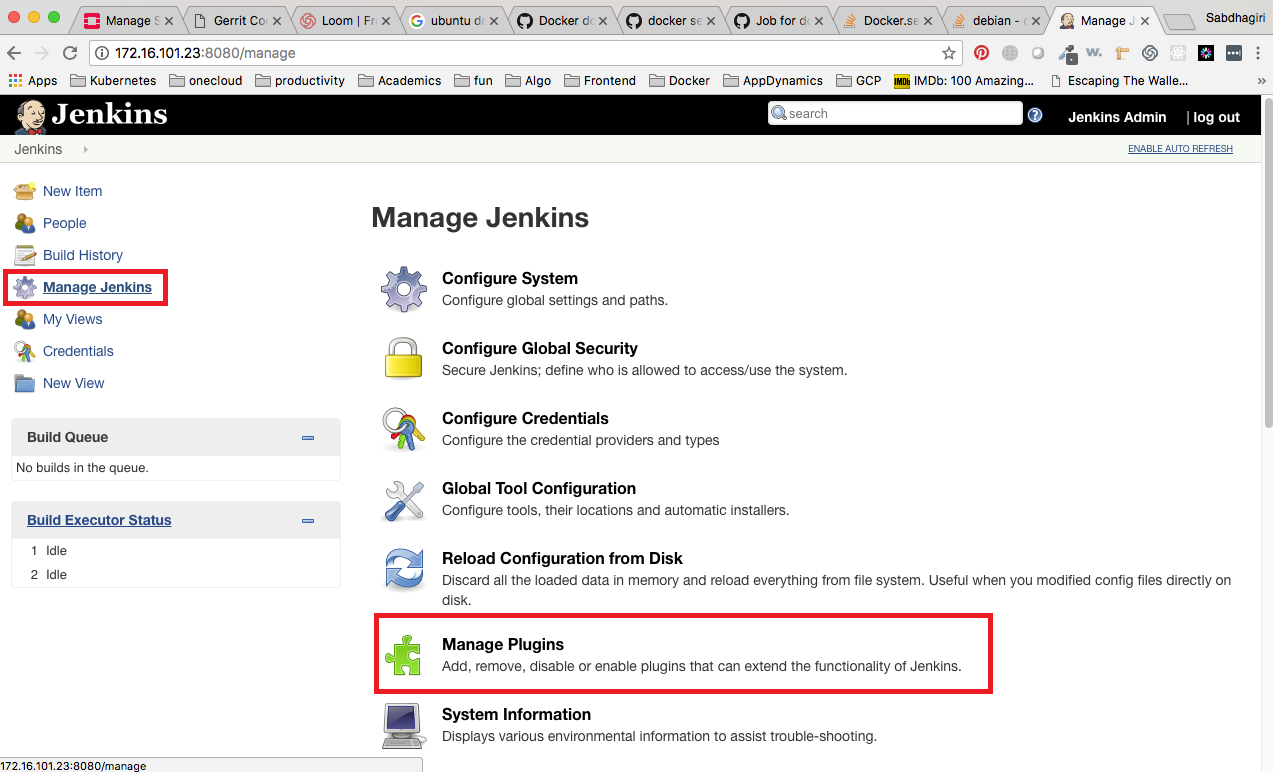 Manage S
Gerrit Co
Loom | Fr
ubuntu do
Docker do
docker se
Job for do
Docker.se
debian - c
Manage J
Sabdhagiri
172.16.101.23:8080/manage
Apps Kubernetes onecloud productivity Academics fun Algo Frontend Docker AppDynamics GCP IMDb IMDb: 100 Amazing... Escaping The Walle... »
Jenkins
search
?
Jenkins Admin | log out
Jenkins
ENABLE AUTO REFRESH
New Item
People
Build History
Manage Jenkins
My Views
Credentials
New View
Build Queue
No builds in the queue.
Build Executor Status
1 Idle
2 Idle
Manage Jenkins
Configure System
Configure global settings and paths.
Configure Global Security
Secure Jenkins; define who is allowed to access/use the system.
Configure Credentials
Configure the credential providers and types
Global Tool Configuration
Configure tools, their locations and automatic installers.
Reload Configuration from Disk
Discard all the loaded data in memory and reload everything from file system. Useful when you modified config files directly on
disk.
Manage Plugins
Add, remove, disable or enable plugins that can extend the functionality of Jenkins.
System Information
Displays various environmental information to assist trouble-shooting.
172.16.101.23:8080/manage